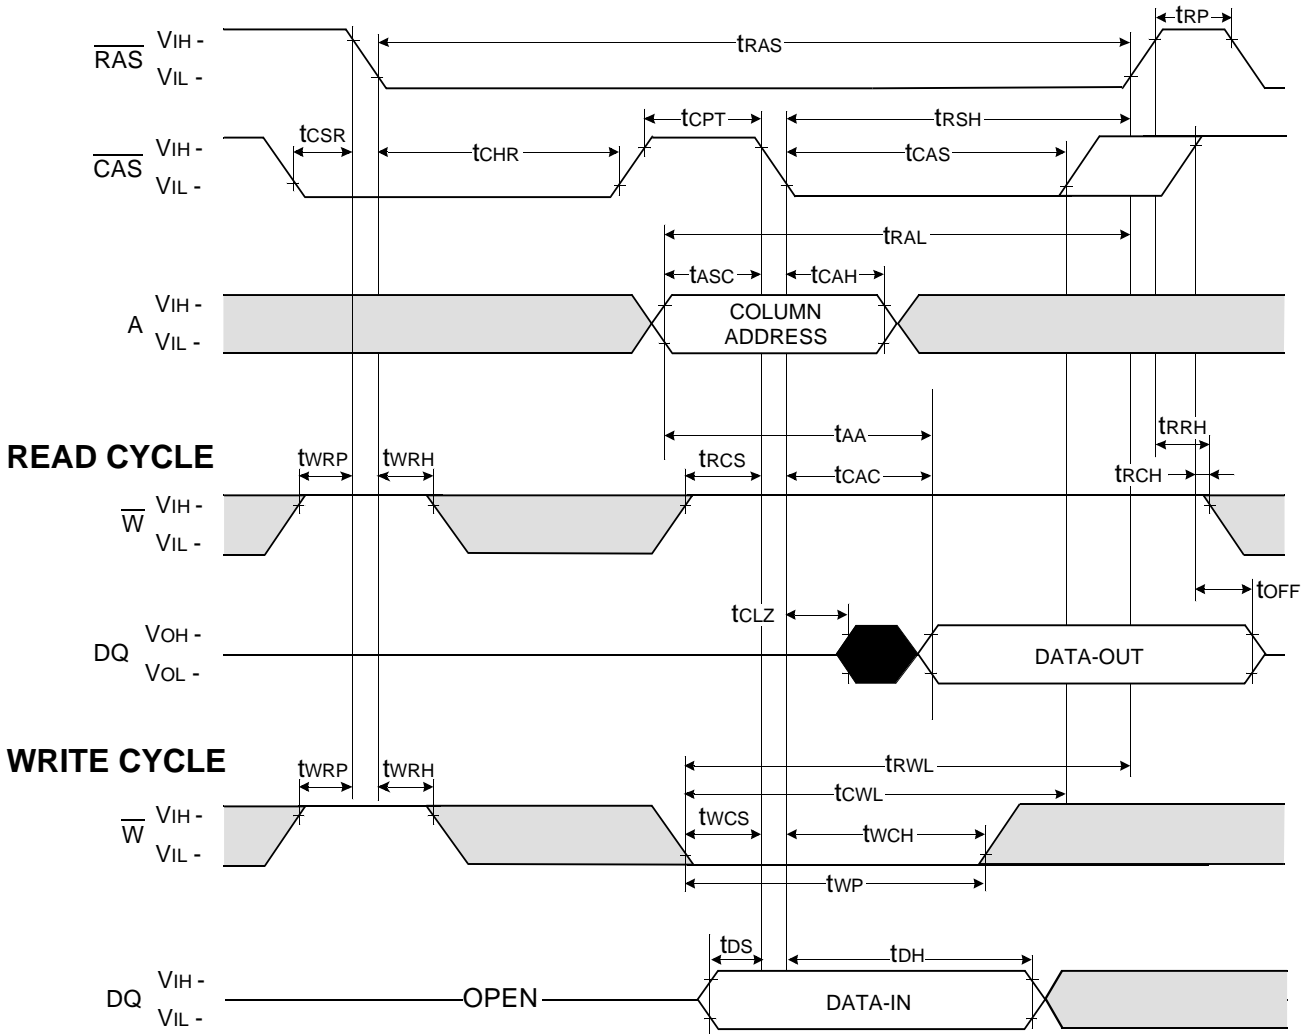 tRP
RAS
VIH -
tRAS
VIL -
tCPT
tRSH
tCSR
CAS
VIH -
tCHR
tCAS
VIL -
tRAL
tASC
tCAH
A
VIH -
COLUMN
ADDRESS
VIL -
READ CYCLE
tAA
tRRH
tWRP
tWRH
tRCS
tCAC
tRCH
W
VIH -
VIL -
tCLZ
tOFF
DQ
VOH -
DATA-OUT
VOL -
WRITE CYCLE
tRWL
tWRP
tWRH
tCWL
W
VIH -
tWCS
tWCH
VIL -
tWP
tDS
tDH
DQ
VIH -
OPEN
DATA-IN
VIL -